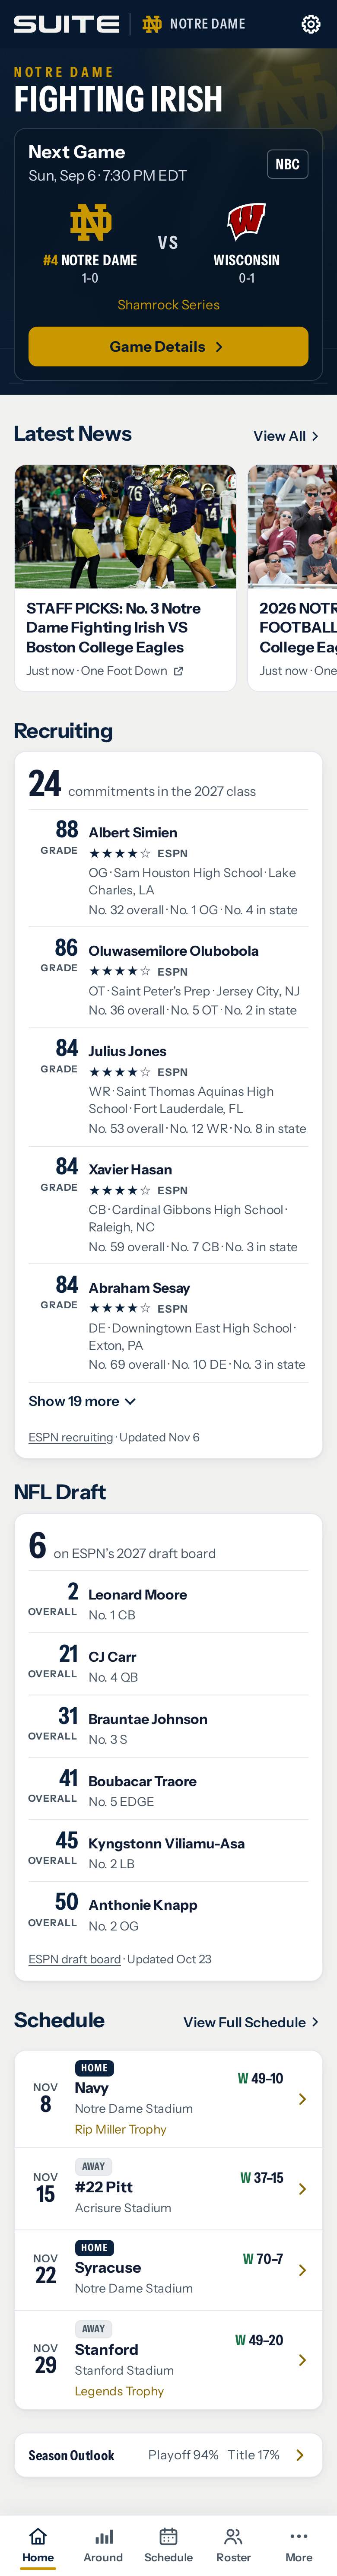 SUITE NOTRE DAME
NOTRE DAME
FIGHTING IRISH
Next Game
Sun, Sep 6 · 7:30 PM EDT
NBC
VS
#4 NOTRE DAME
1-0
WISCONSIN
0-1
Shamrock Series
Game Details
Latest News
View All
STAFF PICKS: No. 3 Notre
Dame Fighting Irish VS
Boston College Eagles
Just now · One Foot Down
2026 NOTR
FOOTBALL
College Ea
Just now · One
Recruiting
24 commitments in the 2027 class
88
GRADE
Albert Simien
★★★★☆ ESPN
OG · Sam Houston High School · Lake
Charles, LA
No. 32 overall · No. 1 OG · No. 4 in state
86
GRADE
Oluwasemilore Olubobola
★★★★☆ ESPN
OT · Saint Peter's Prep · Jersey City, NJ
No. 36 overall · No. 5 OT · No. 2 in state
84
GRADE
Julius Jones
★★★★☆ ESPN
WR · Saint Thomas Aquinas High
School · Fort Lauderdale, FL
No. 53 overall · No. 12 WR · No. 8 in state
84
GRADE
Xavier Hasan
★★★★☆ ESPN
CB · Cardinal Gibbons High School ·
Raleigh, NC
No. 59 overall · No. 7 CB · No. 3 in state
84
GRADE
Abraham Sesay
★★★★☆ ESPN
DE · Downingtown East High School ·
Exton, PA
No. 69 overall · No. 10 DE · No. 3 in state
Show 19 more
ESPN recruiting · Updated Nov 6
NFL Draft
6 on ESPN's 2027 draft board
2
OVERALL
Leonard Moore
No. 1 CB
21
OVERALL
CJ Carr
No. 4 QB
31
OVERALL
Brauntae Johnson
No. 3 S
41
OVERALL
Boubacar Traore
No. 5 EDGE
45
OVERALL
Kyngstonn Viliamu-Asa
No. 2 LB
50
OVERALL
Anthonie Knapp
No. 2 OG
ESPN draft board · Updated Oct 23
Schedule
View Full Schedule
NOV
8
HOME
Navy
Notre Dame Stadium
Rip Miller Trophy
W 49–10
NOV
15
AWAY
#22 Pitt
Acrisure Stadium
W 37–15
NOV
22
HOME
Syracuse
Notre Dame Stadium
W 70–7
NOV
29
AWAY
Stanford
Stanford Stadium
Legends Trophy
W 49–20
Season Outlook Playoff 94% Title 17%
Home Around Schedule Roster More